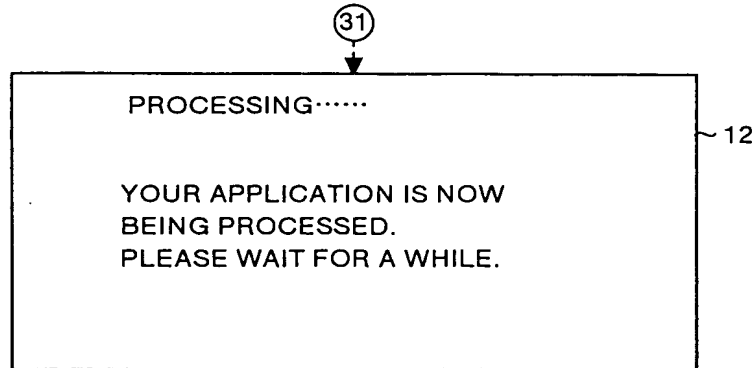 31
PROCESSING······
12
YOUR APPLICATION IS NOW
BEING PROCESSED.
PLEASE WAIT FOR A WHILE.